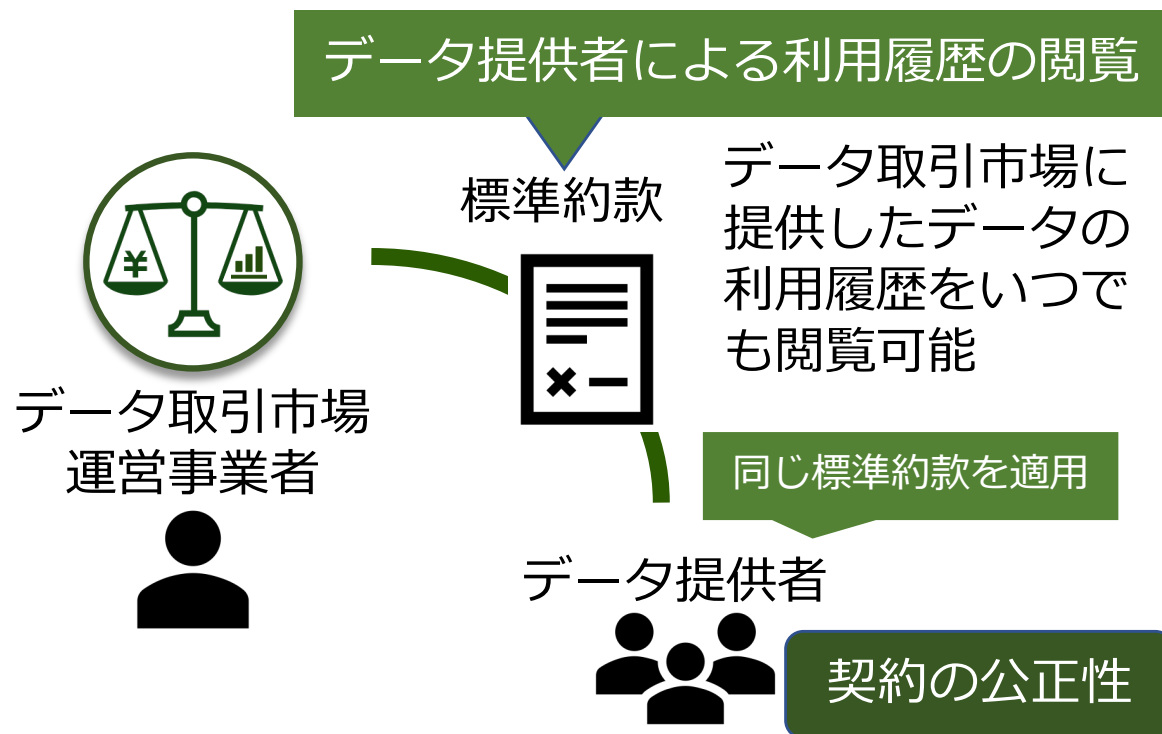 データ提供者による利用履歴の閲覧
標準約款
データ取引市場に
提供したデータの
利用履歴をいつで
も閲覧可能
¥
データ取引市場
運営事業者
同じ標準約款を適用
データ提供者
契約の公正性